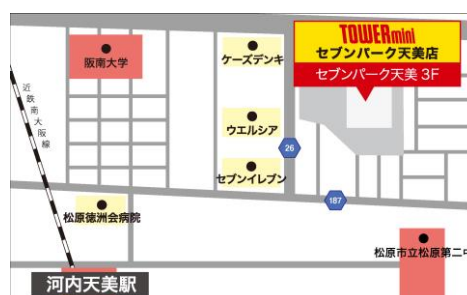 TOWERmini
セブンパーク天美店
セブンパーク天美 3F
阪南大学
ケーズデンキ
近鉄南大阪線
ウエルシア
26
セブンイレブン
187
松原徳洲会病院
松原市立松原第二中
河内天美駅